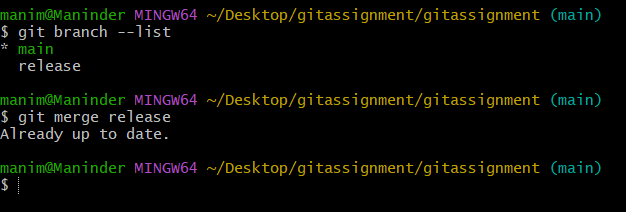 manim@Maninder MINGW64 ~/Desktop/gitassignment/gitassignment (main)
$ git branch --list
* main
  release
manim@Maninder MINGW64 ~/Desktop/gitassignment/gitassignment (main)
$ git merge release
Already up to date.
manim@Maninder MINGW64 ~/Desktop/gitassignment/gitassignment (main)
$